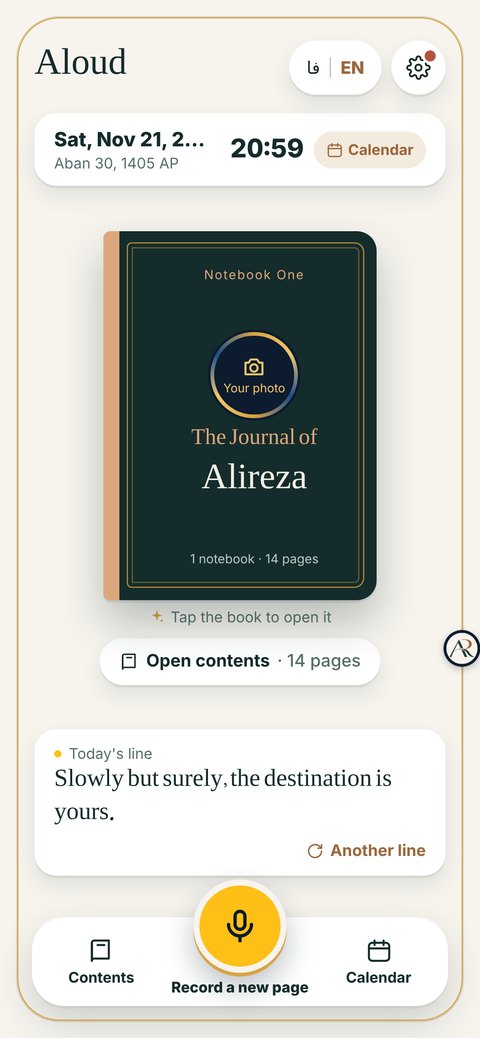 Aloud
فا | EN
Sat, Nov 21, 2...
Aban 30, 1405 AP
20:59
Calendar
Notebook One
Your photo
The Journal of
Alireza
1 notebook · 14 pages
Tap the book to open it
Open contents · 14 pages
AR
Today's line
Slowly but surely, the destination is
yours.
Another line
Contents
Record a new page
Calendar